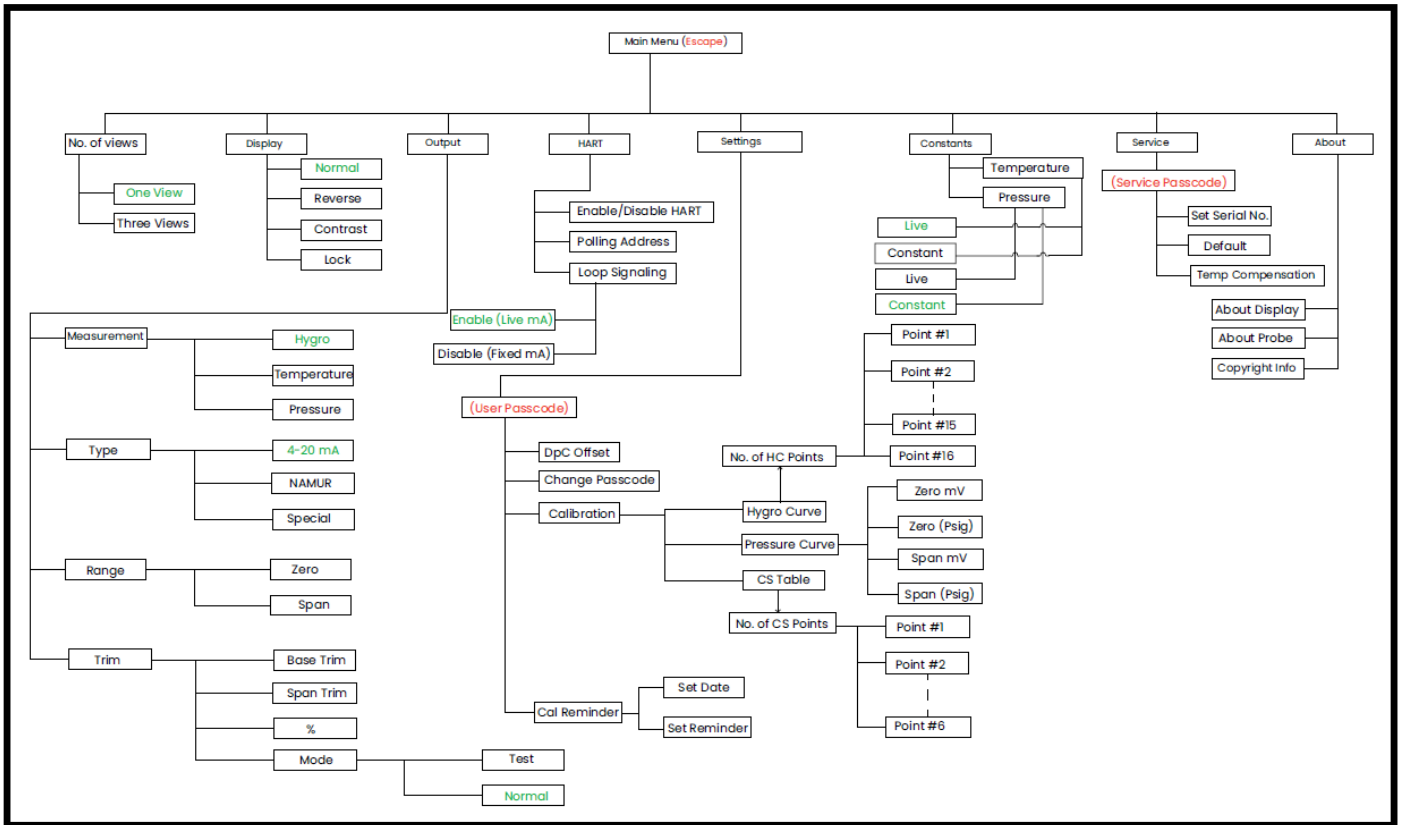 Main Menu (Escape)
No. of views
Display
Output
HART
Settings
Constants
Service
About
One View
Three Views
Normal
Reverse
Contrast
Lock
Enable/Disable HART
Polling Address
Loop Signaling
Enable (Live mA)
Disable (Fixed mA)
Temperature
Pressure
Live
Constant
Live
Constant
(Service Passcode)
Set Serial No.
Default
Temp Compensation
About Display
About Probe
Copyright Info
Measurement
Hygro
Temperature
Pressure
Type
4-20 mA
NAMUR
Special
Range
Zero
Span
Trim
Base Trim
Span Trim
%
Mode
Test
Normal
(User Passcode)
DpC Offset
Change Passcode
Calibration
Hygro Curve
No. of HC Points
Point #1
Point #2
Point #15
Point #16
Pressure Curve
Zero mV
Zero (Psig)
Span mV
Span (Psig)
CS Table
No. of CS Points
Point #1
Point #2
Point #6
Cal Reminder
Set Date
Set Reminder